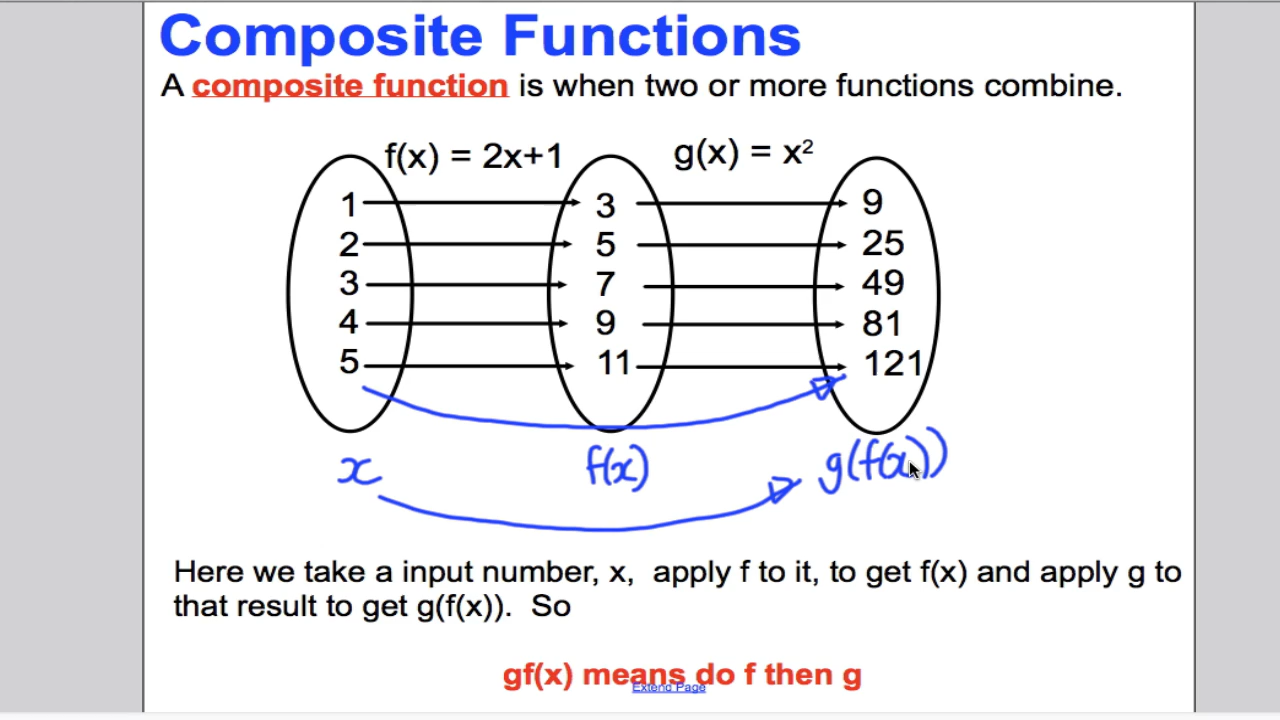 Composite Functions
A composite function is when two or more functions combine.
f(x) = 2x+1 g(x) = x²
1 3 9
2 5 25
3 7 49
4 9 81
5 11 121
x f(x) g(f(x))
Here we take a input number, x, apply f to it, to get f(x) and apply g to
that result to get g(f(x)). So
gf(x) means do f then g
Extend Page